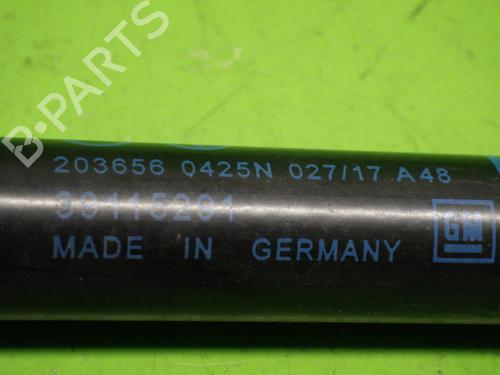 B-PARTS
203656 0425N 027/17 A48
39115291
MADE IN GERMANY
GM